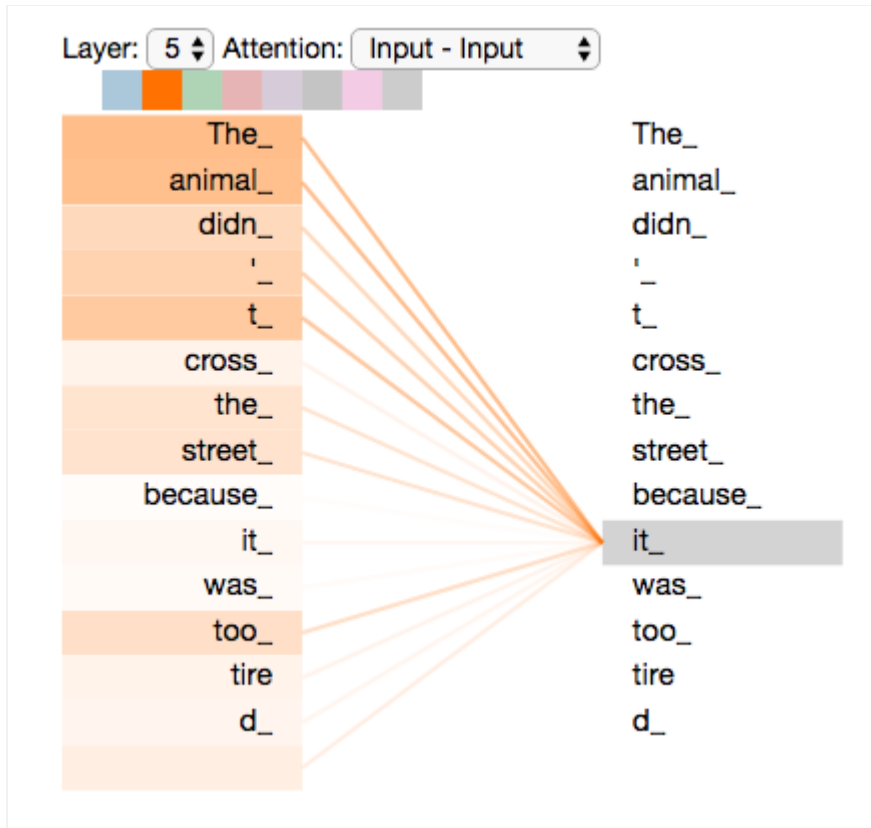 Layer: 5 Attention: Input - Input
The_ The_
animal_ animal_
didn_ didn_
'_ '_
t_ t_
cross_ cross_
the_ the_
street_ street_
because_ because_
it_ it_
was_ was_
too_ too_
tire tire
d_ d_